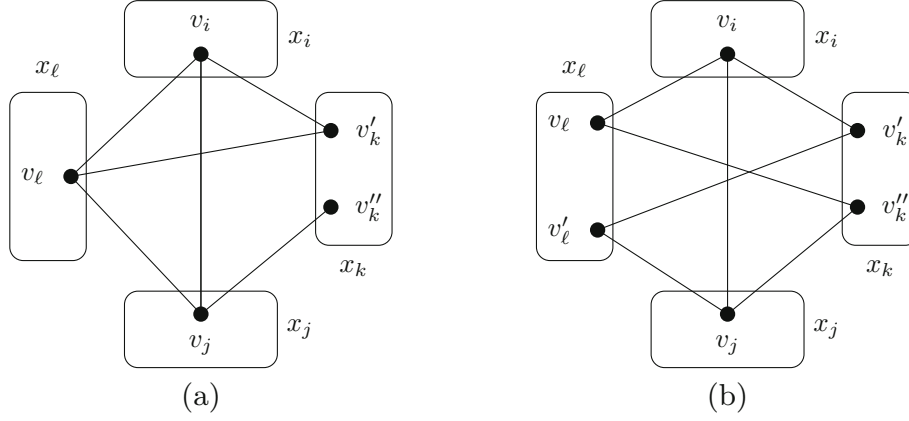 v_i
x_i
x_ℓ
v_ℓ
v'_k
v''_k
x_k
v_j
x_j
(a)
v_i
x_i
x_ℓ
v_ℓ
v'_ℓ
v'_k
v''_k
x_k
v_j
x_j
(b)